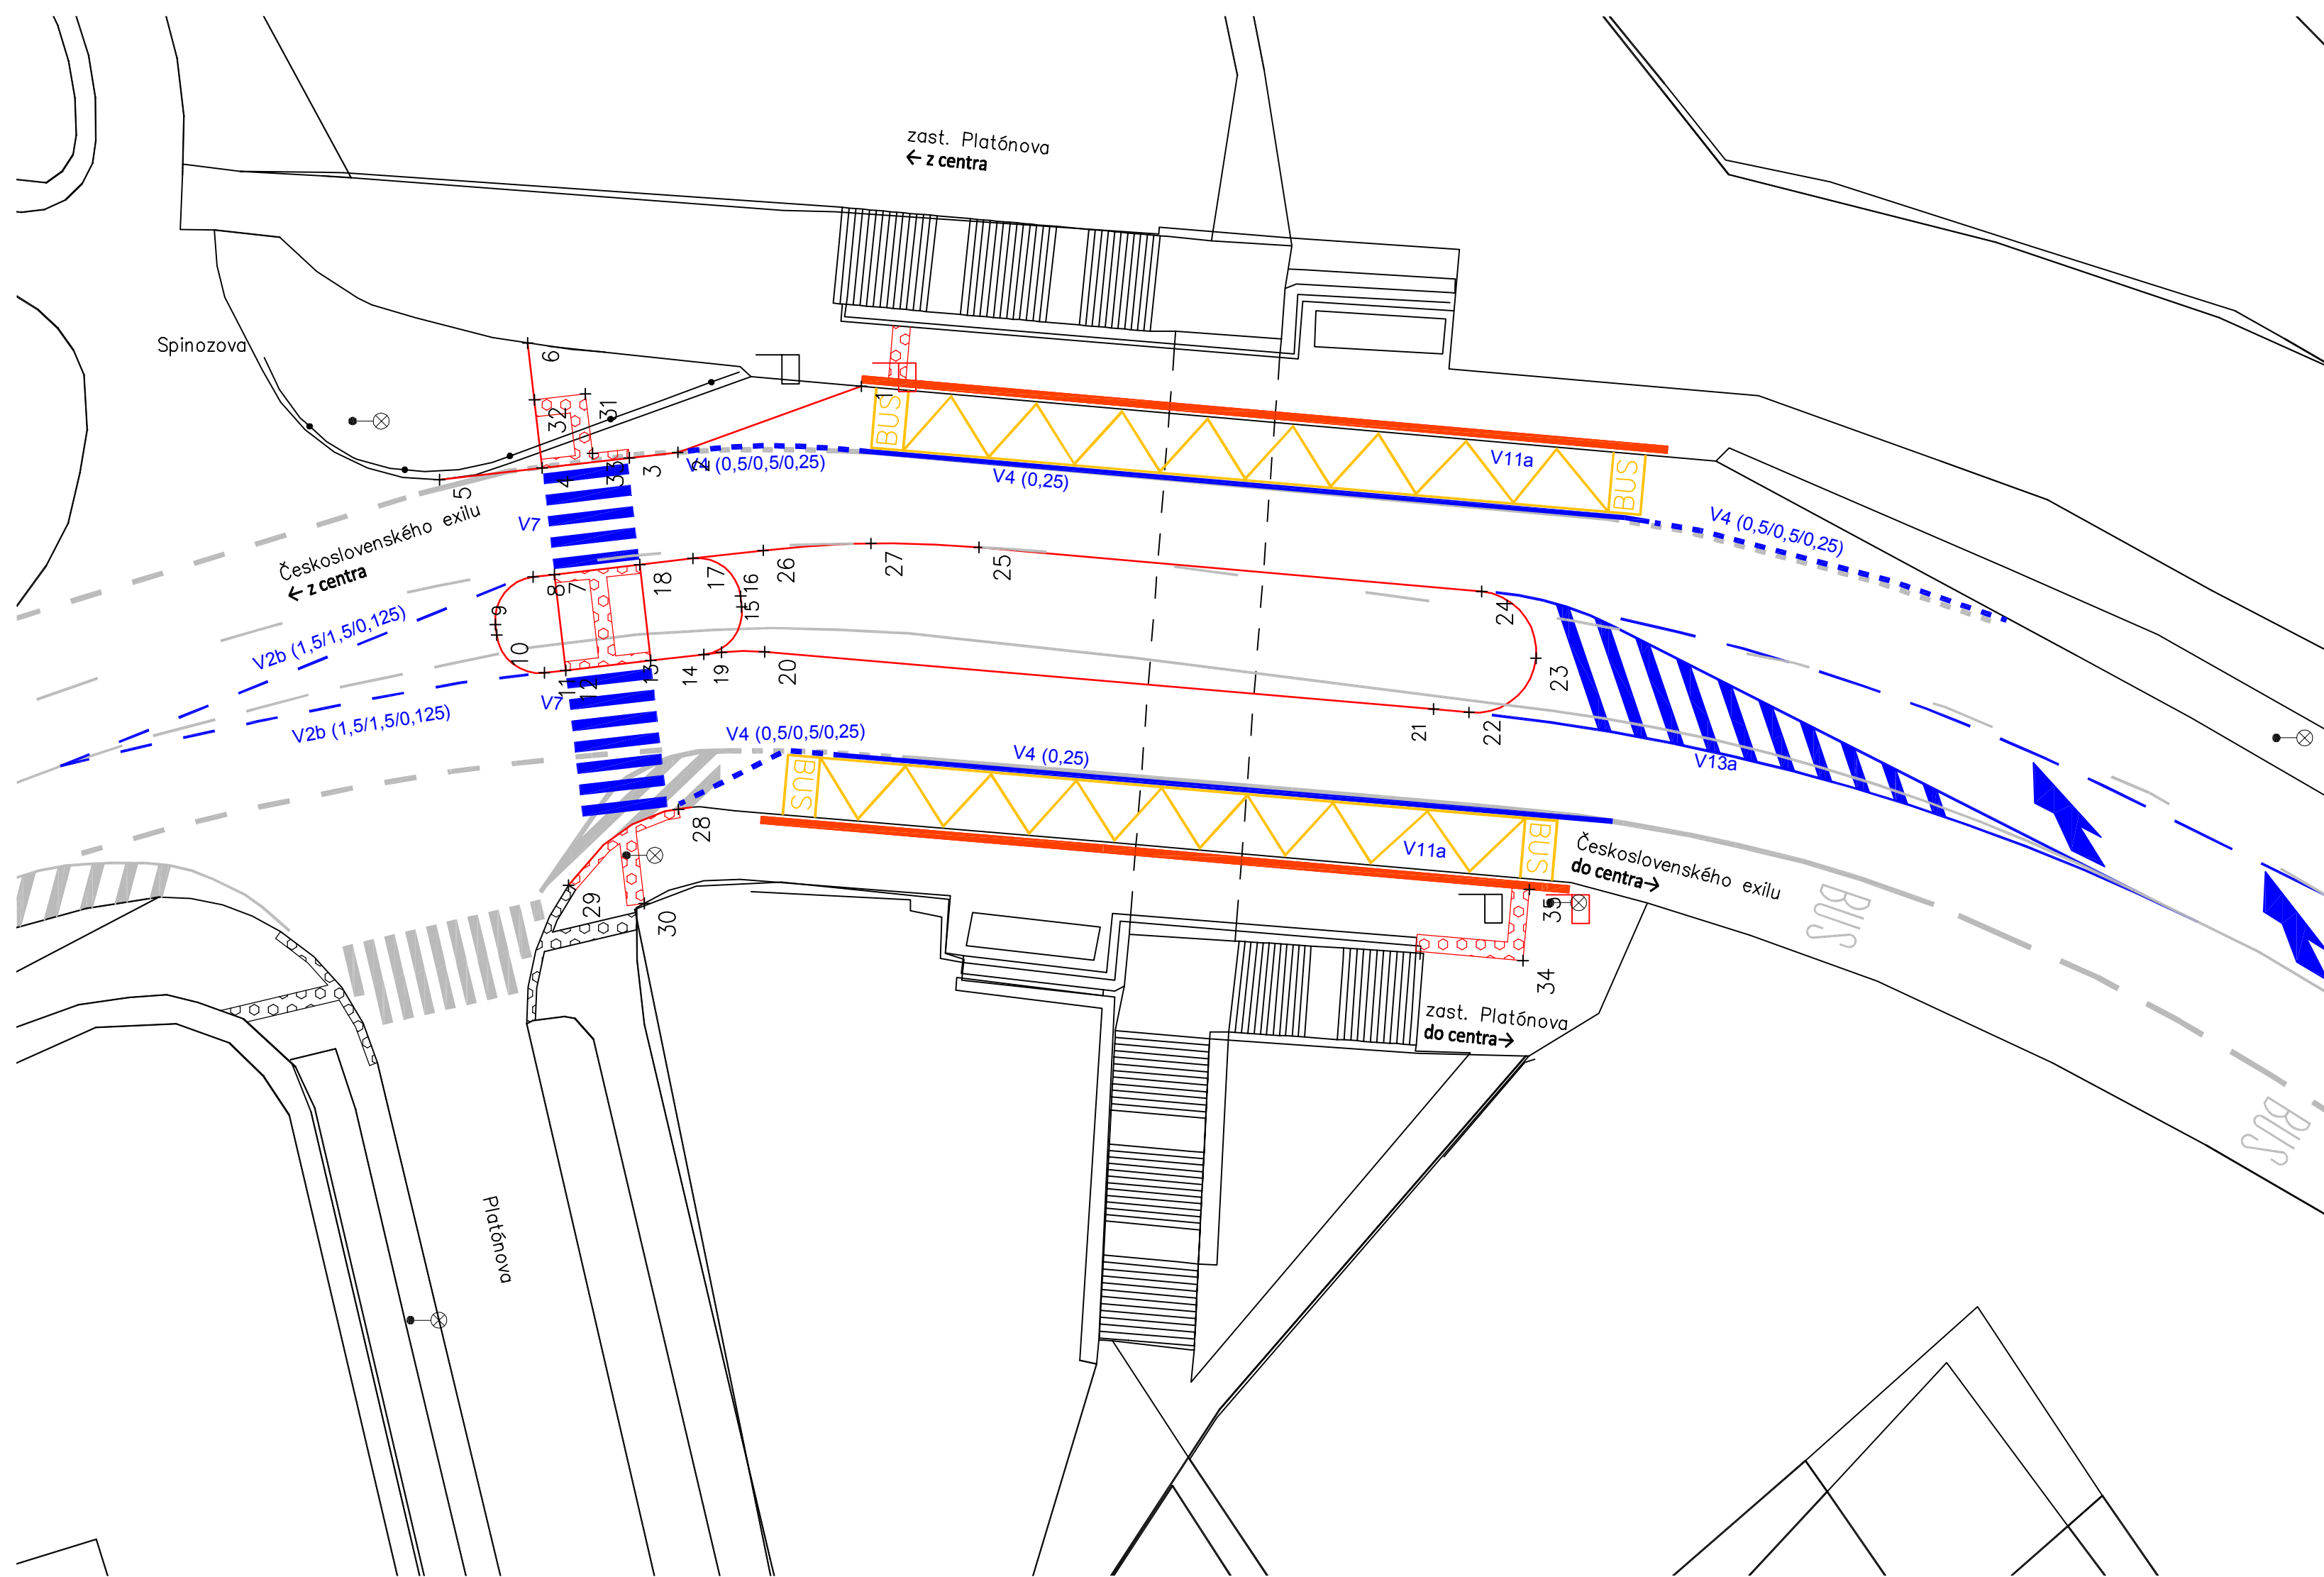 zast. Platónova
← z centra
Spinozova
6
32
31
1
BUS
V11a
BUS
5
4
33
3
2
V4 (0,5/0,5/0,25)
V4 (0,25)
V4 (0,5/0,5/0,25)
Československého exilu
← z centra
V7
8
7
18
17
16
15
26
27
25
24
9
10
V2b (1,5/1,5/0,125)
11
12
13
14
19
20
23
21
22
V7
V2b (1,5/1,5/0,125)
V4 (0,5/0,5/0,25)
V4 (0,25)
V13a
BUS
28
V11a
BUS
Československého exilu
do centra→
29
30
35
34
BUS
zast. Platónova
do centra→
BUS
Platónova